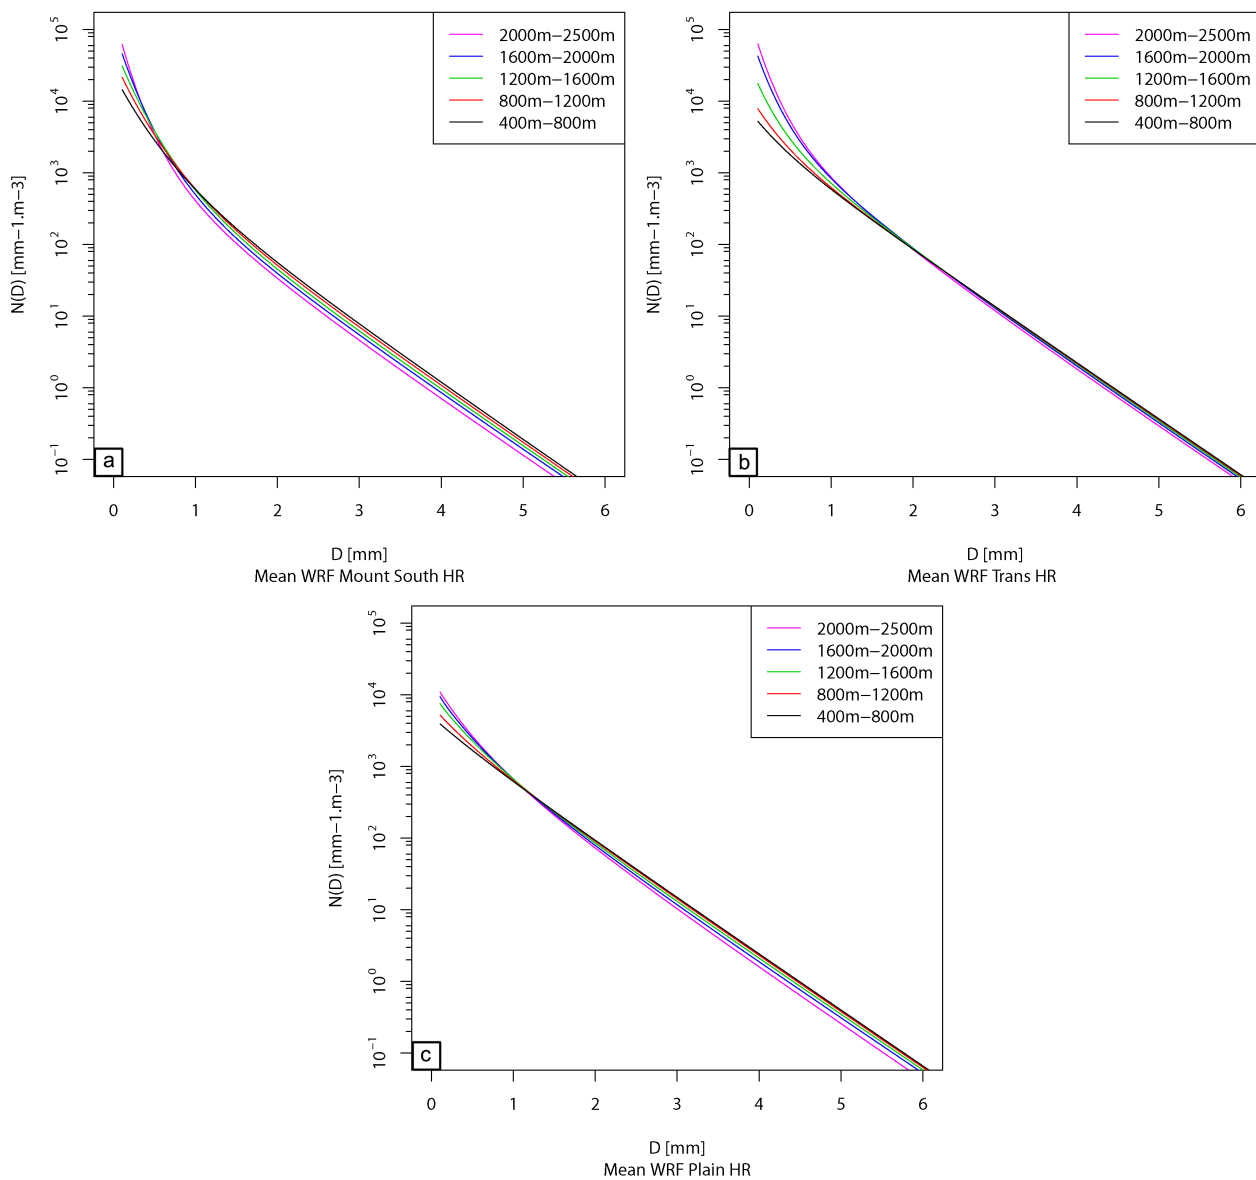 2000m−2500m
1600m−2000m
1200m−1600m
800m−1200m
400m−800m
N(D) [mm−1.m−3]
10^5
10^4
10^3
10^2
10^1
10^0
10^−1
a
0 1 2 3 4 5 6
D [mm]
Mean WRF Mount South HR
2000m−2500m
1600m−2000m
1200m−1600m
800m−1200m
400m−800m
N(D) [mm−1.m−3]
10^5
10^4
10^3
10^2
10^1
10^0
10^−1
b
0 1 2 3 4 5 6
D [mm]
Mean WRF Trans HR
2000m−2500m
1600m−2000m
1200m−1600m
800m−1200m
400m−800m
N(D) [mm−1.m−3]
10^5
10^4
10^3
10^2
10^1
10^0
10^−1
c
0 1 2 3 4 5 6
D [mm]
Mean WRF Plain HR